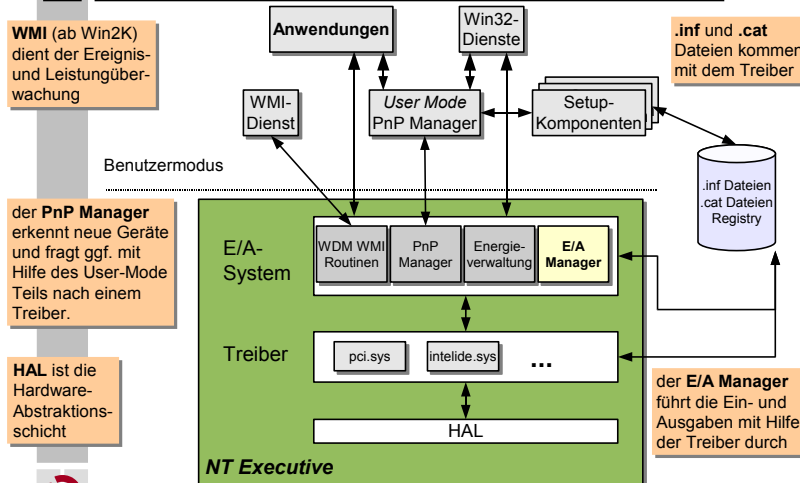 WMI (ab Win2K)
dient der Ereignis-
und Leistungüber-
wachung
Anwendungen
Win32-
Dienste
.inf und .cat
Dateien kommen
mit dem Treiber
WMI-
Dienst
User Mode
PnP Manager
Setup-
Komponenten
Benutzermodus
.inf Dateien
.cat Dateien
Registry
der PnP Manager
erkennt neue Geräte
und fragt ggf. mit
Hilfe des User-Mode
Teils nach einem
Treiber.
E/A-
System
WDM WMI
Routinen
PnP
Manager
Energie-
verwaltung
E/A
Manager
Treiber
pci.sys
intelide.sys
...
HAL ist die
Hardware-
Abstraktions-
schicht
der E/A Manager
führt die Ein- und
Ausgaben mit Hilfe
der Treiber durch
HAL
NT Executive